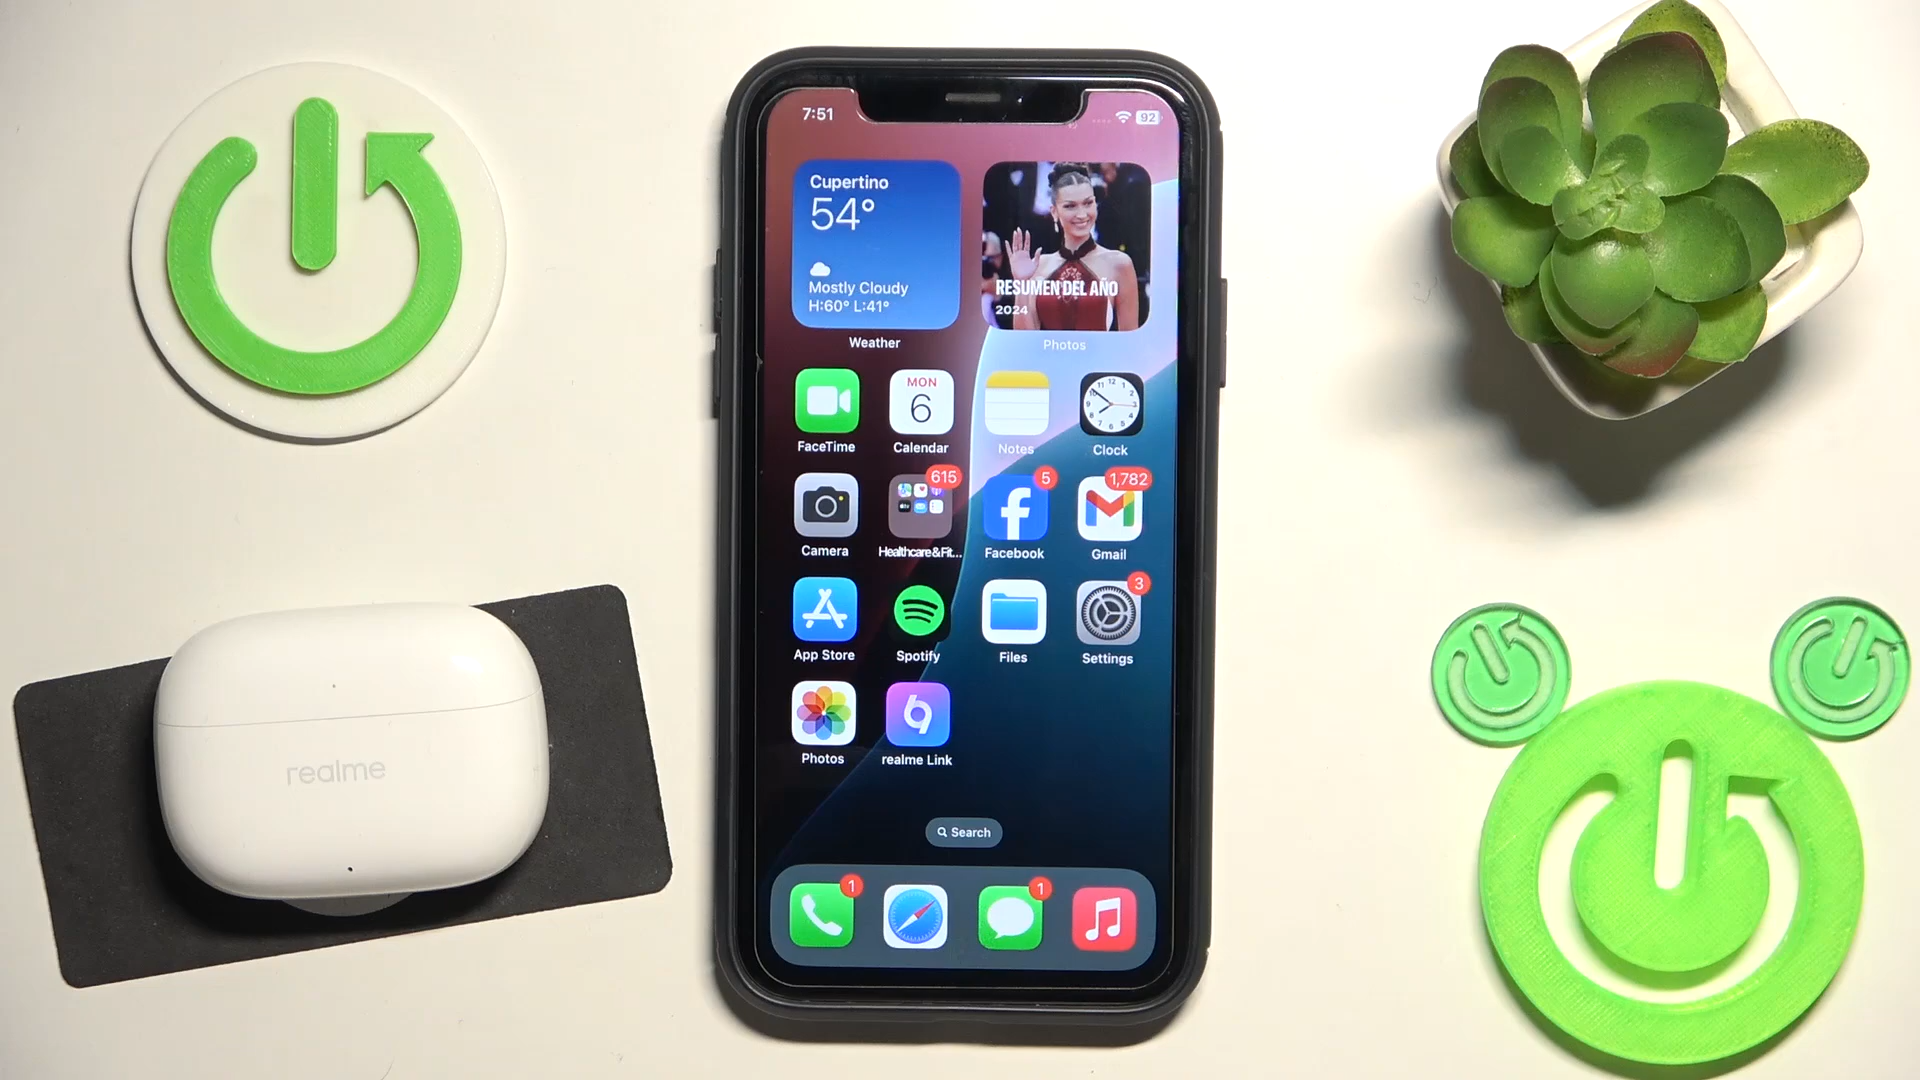 7:51
92
Cupertino
54°
Mostly Cloudy
H:60° L:41°
Weather
RESUMEN DEL AÑO
2024
Photos
FaceTime
MON
6
Calendar
Notes
Clock
Camera
615
Healthcare & Fit...
5
Facebook
1,782
Gmail
App Store
Spotify
Files
3
Settings
Photos
realme Link
Search
1
1
realme